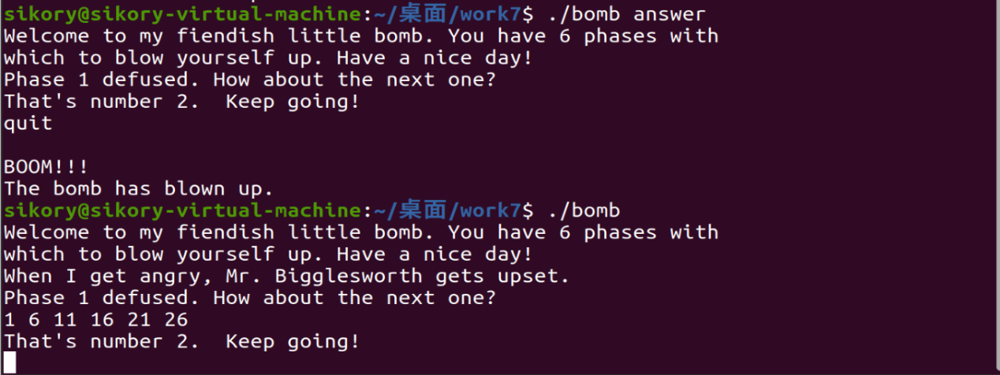 sikory@sikory-virtual-machine:~/桌面/work7$ ./bomb answer
Welcome to my fiendish little bomb. You have 6 phases with
which to blow yourself up. Have a nice day!
Phase 1 defused. How about the next one?
That's number 2.  Keep going!
quit

BOOM!!!
The bomb has blown up.
sikory@sikory-virtual-machine:~/桌面/work7$ ./bomb
Welcome to my fiendish little bomb. You have 6 phases with
which to blow yourself up. Have a nice day!
When I get angry, Mr. Bigglesworth gets upset.
Phase 1 defused. How about the next one?
1 6 11 16 21 26
That's number 2.  Keep going!